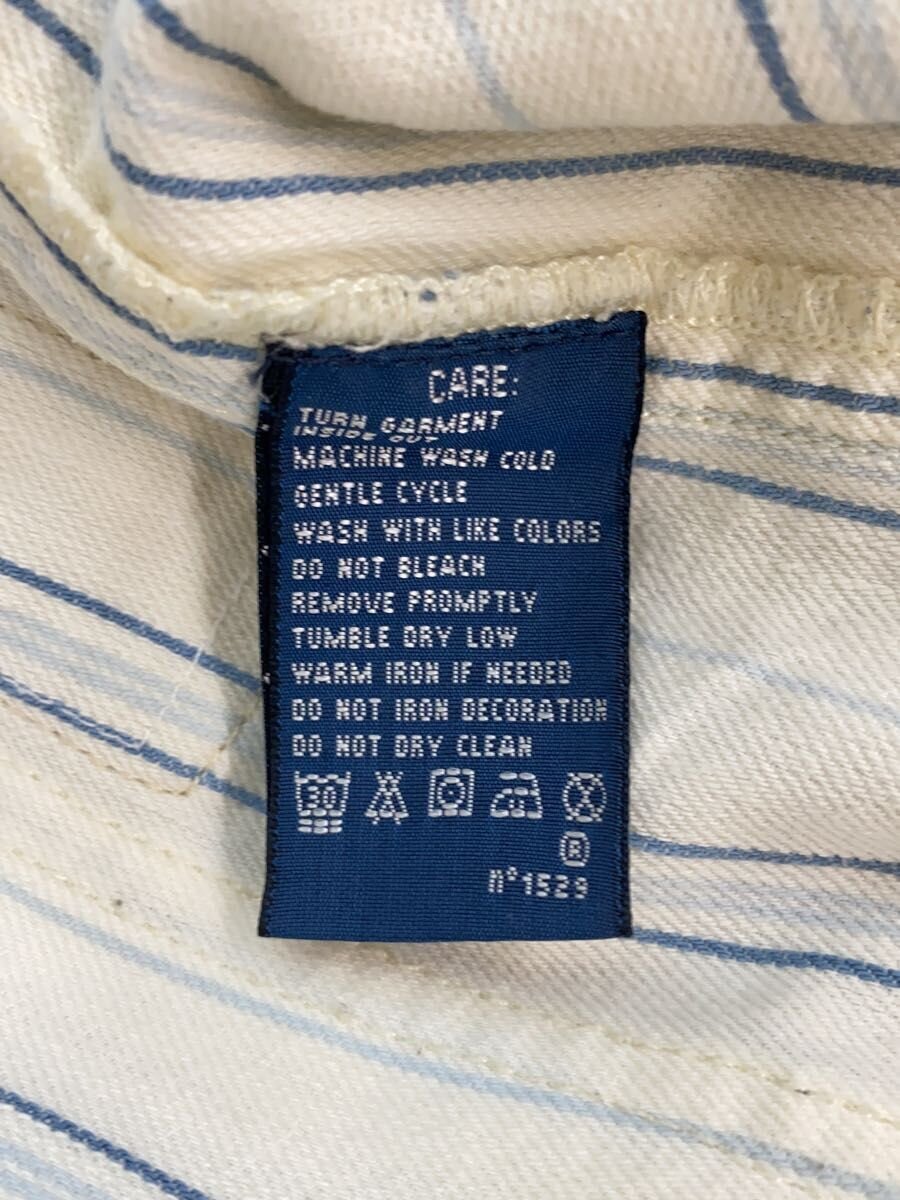 CARE:
TURN GARMENT
INSIDE OUT
MACHINE WASH COLD
GENTLE CYCLE
WASH WITH LIKE COLORS
DO NOT BLEACH
REMOVE PROMPTLY
TUMBLE DRY LOW
WARM IRON IF NEEDED
DO NOT IRON DECORATION
DO NOT DRY CLEAN
30
®
nº1529